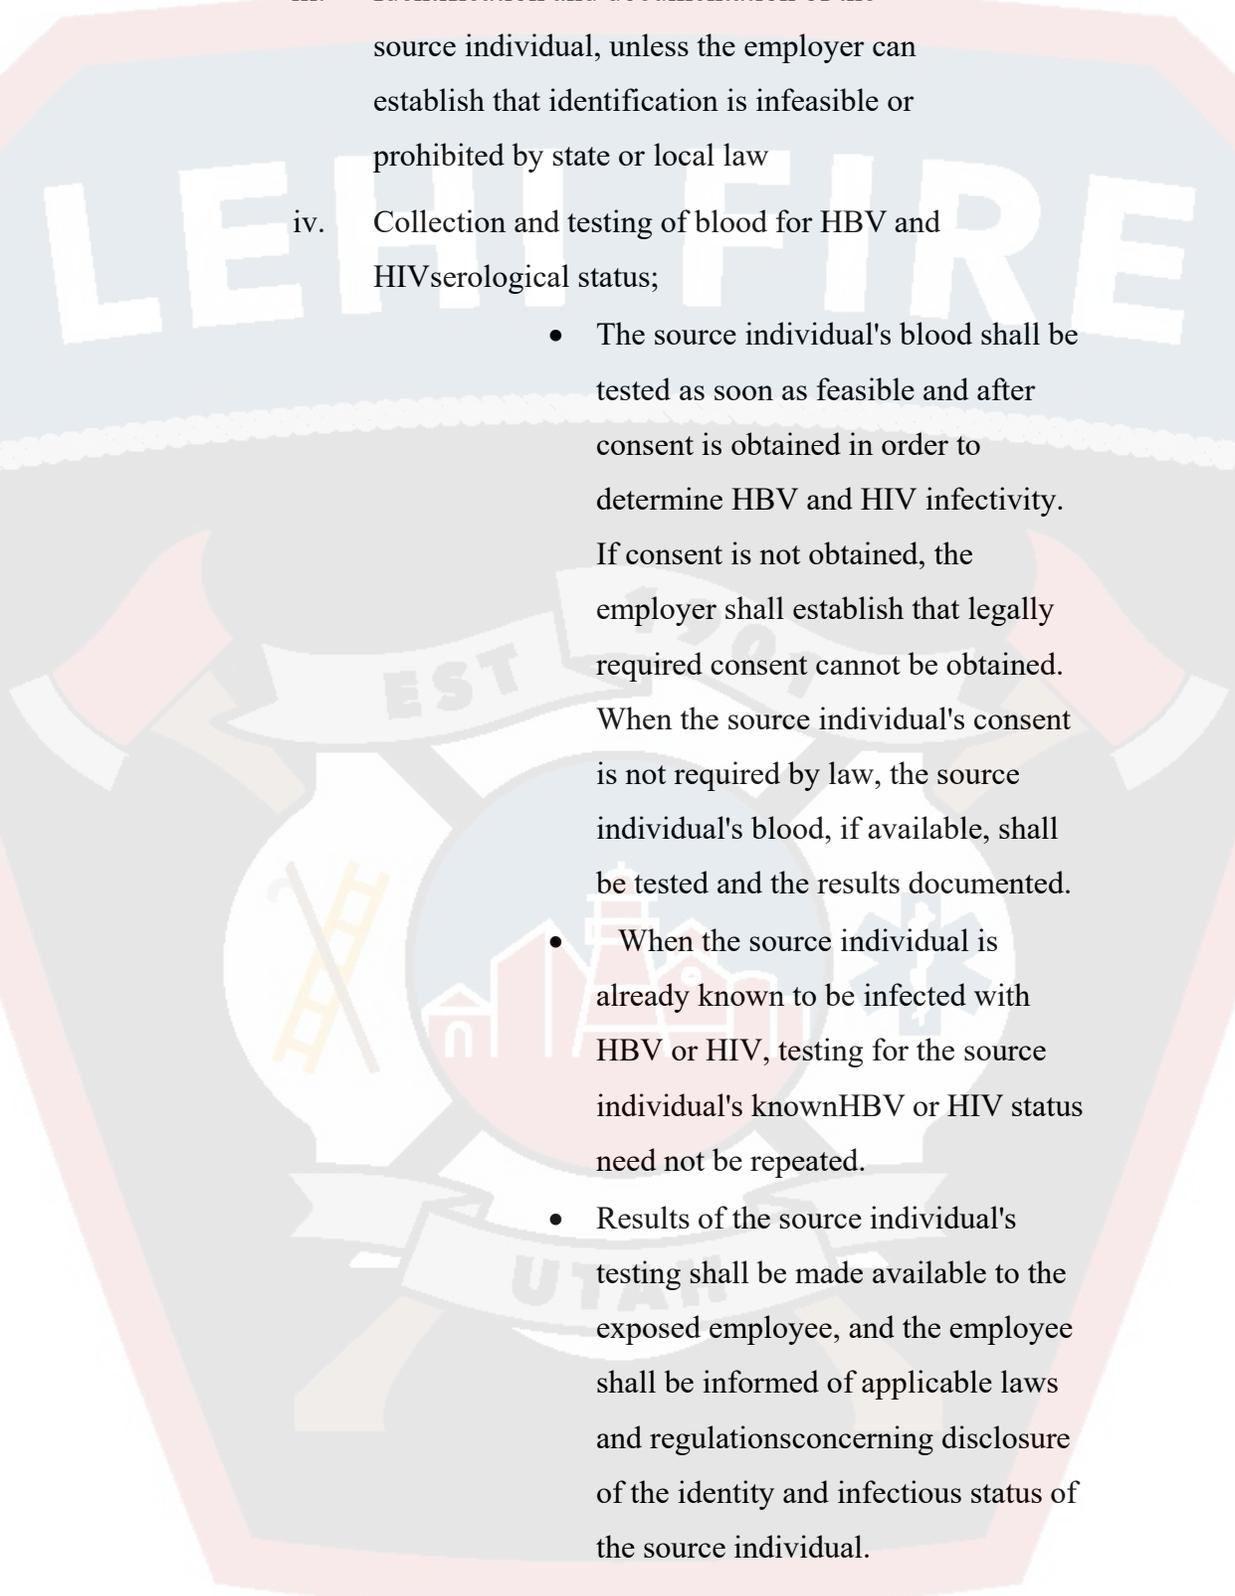 source individual, unless the employer can
establish that identification is infeasible or
prohibited by state or local law
iv. Collection and testing of blood for HBV and
HIVserological status;
• The source individual's blood shall be
tested as soon as feasible and after
consent is obtained in order to
determine HBV and HIV infectivity.
If consent is not obtained, the
employer shall establish that legally
required consent cannot be obtained.
When the source individual's consent
is not required by law, the source
individual's blood, if available, shall
be tested and the results documented.
• When the source individual is
already known to be infected with
HBV or HIV, testing for the source
individual's knownHBV or HIV status
need not be repeated.
• Results of the source individual's
testing shall be made available to the
exposed employee, and the employee
shall be informed of applicable laws
and regulationsconcerning disclosure
of the identity and infectious status of
the source individual.
LEHI FIRE
EST 1901
UTAH